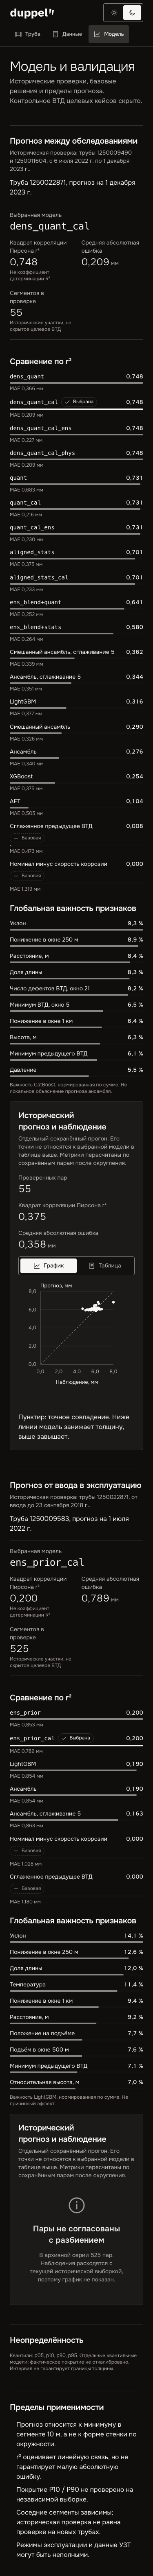 duppel
Труба
Данные
Модель
Модель и валидация
Исторические проверки, базовые
решения и пределы прогноза.
Контрольное ВТД целевых кейсов скрыто.
Прогноз между обследованиями
Историческая проверка: трубы 1250009490
и 1250011604, с 6 июля 2022 г. по 1 декабря
2023 г..
Труба 1250022871, прогноз на 1 декабря
2023 г.
Выбранная модель
dens_quant_cal
Квадрат корреляции
Пирсона r²
0,748
Не коэффициент
детерминации R²
Средняя абсолютная
ошибка
0,209 мм
Сегментов в
проверке
55
Исторические участки, не
скрытое целевое ВТД
Сравнение по r²
dens_quant 0,748
MAE 0,366 мм
dens_quant_cal Выбрана 0,748
MAE 0,209 мм
dens_quant_cal_ens 0,748
MAE 0,227 мм
dens_quant_cal_phys 0,748
MAE 0,209 мм
quant 0,731
MAE 0,683 мм
quant_cal 0,731
MAE 0,216 мм
quant_cal_ens 0,731
MAE 0,230 мм
aligned_stats 0,701
MAE 0,375 мм
aligned_stats_cal 0,701
MAE 0,233 мм
ens_blend+quant 0,641
MAE 0,252 мм
ens_blend+stats 0,580
MAE 0,264 мм
Смешанный ансамбль, сглаживание 5 0,362
MAE 0,339 мм
Ансамбль, сглаживание 5 0,344
MAE 0,351 мм
LightGBM 0,316
MAE 0,377 мм
Смешанный ансамбль 0,290
MAE 0,326 мм
Ансамбль 0,276
MAE 0,340 мм
XGBoost 0,254
MAE 0,375 мм
AFT 0,104
MAE 0,505 мм
Сглаженное предыдущее ВТД 0,008
Базовая
MAE 0,473 мм
Номинал минус скорость коррозии 0,000
Базовая
MAE 1,319 мм
Глобальная важность признаков
Уклон 9,3 %
Понижение в окне 250 м 8,9 %
Расстояние, м 8,4 %
Доля длины 8,3 %
Число дефектов ВТД, окно 21 8,2 %
Минимум ВТД, окно 5 6,5 %
Понижение в окне 1 км 6,4 %
Высота, м 6,3 %
Минимум предыдущего ВТД 6,1 %
Давление 5,5 %
Важность CatBoost, нормированная по сумме. Не
локальное объяснение прогноза ансамбля.
Исторический
прогноз и наблюдение
Отдельный сохранённый прогон. Его
точки не относятся к выбранной модели в
таблице выше. Метрики пересчитаны по
сохранённым парам после округления.
Проверенных пар
55
Квадрат корреляции Пирсона r²
0,375
Средняя абсолютная ошибка
0,358 мм
График
Таблица
Прогноз, мм
8,0
6,0
4,0
2,0
0,0
0,0 2,0 4,0 6,0 8,0
Наблюдение, мм
Пунктир: точное совпадение. Ниже
линии модель занижает толщину,
выше завышает.
Прогноз от ввода в эксплуатацию
Историческая проверка: трубы 1250022871, от
ввода до 23 сентября 2018 г..
Труба 1250009583, прогноз на 1 июля
2022 г.
Выбранная модель
ens_prior_cal
Квадрат корреляции
Пирсона r²
0,200
Не коэффициент
детерминации R²
Средняя абсолютная
ошибка
0,789 мм
Сегментов в
проверке
525
Исторические участки, не
скрытое целевое ВТД
Сравнение по r²
ens_prior 0,200
MAE 0,853 мм
ens_prior_cal Выбрана 0,200
MAE 0,789 мм
LightGBM 0,190
MAE 0,854 мм
Ансамбль 0,190
MAE 0,854 мм
Ансамбль, сглаживание 5 0,163
MAE 0,863 мм
Номинал минус скорость коррозии 0,000
Базовая
MAE 1,028 мм
Сглаженное предыдущее ВТД 0,000
Базовая
MAE 1,180 мм
Глобальная важность признаков
Уклон 14,1 %
Понижение в окне 250 м 12,6 %
Доля длины 12,0 %
Температура 11,4 %
Понижение в окне 1 км 9,4 %
Расстояние, м 9,2 %
Положение на подъёме 7,7 %
Подъём в окне 500 м 7,6 %
Минимум предыдущего ВТД 7,1 %
Относительная высота, м 7,0 %
Важность LightGBM, нормированная по сумме. Не
причинный эффект.
Исторический
прогноз и наблюдение
Отдельный сохранённый прогон. Его
точки не относятся к выбранной модели в
таблице выше. Метрики пересчитаны по
сохранённым парам после округления.
Пары не согласованы
с разбиением
В архивной серии 525 пар.
Наблюдения расходятся с
текущей исторической выборкой,
поэтому график не показан.
Неопределённость
Квантили: p05, p10, p90, p95. Отдельные квантильные
модели; фактическое покрытие не откалибровано.
Интервал не гарантирует границы толщины.
Пределы применимости
Прогноз относится к минимуму в
сегменте 10 м, а не к форме стенки по
окружности.
r² оценивает линейную связь, но не
гарантирует малую абсолютную
ошибку.
Покрытие P10 / P90 не проверено на
независимой выборке.
Соседние сегменты зависимы;
историческая проверка не равна
проверке на новых трубах.
Режимы эксплуатации и данные УЗТ
могут быть неполными.